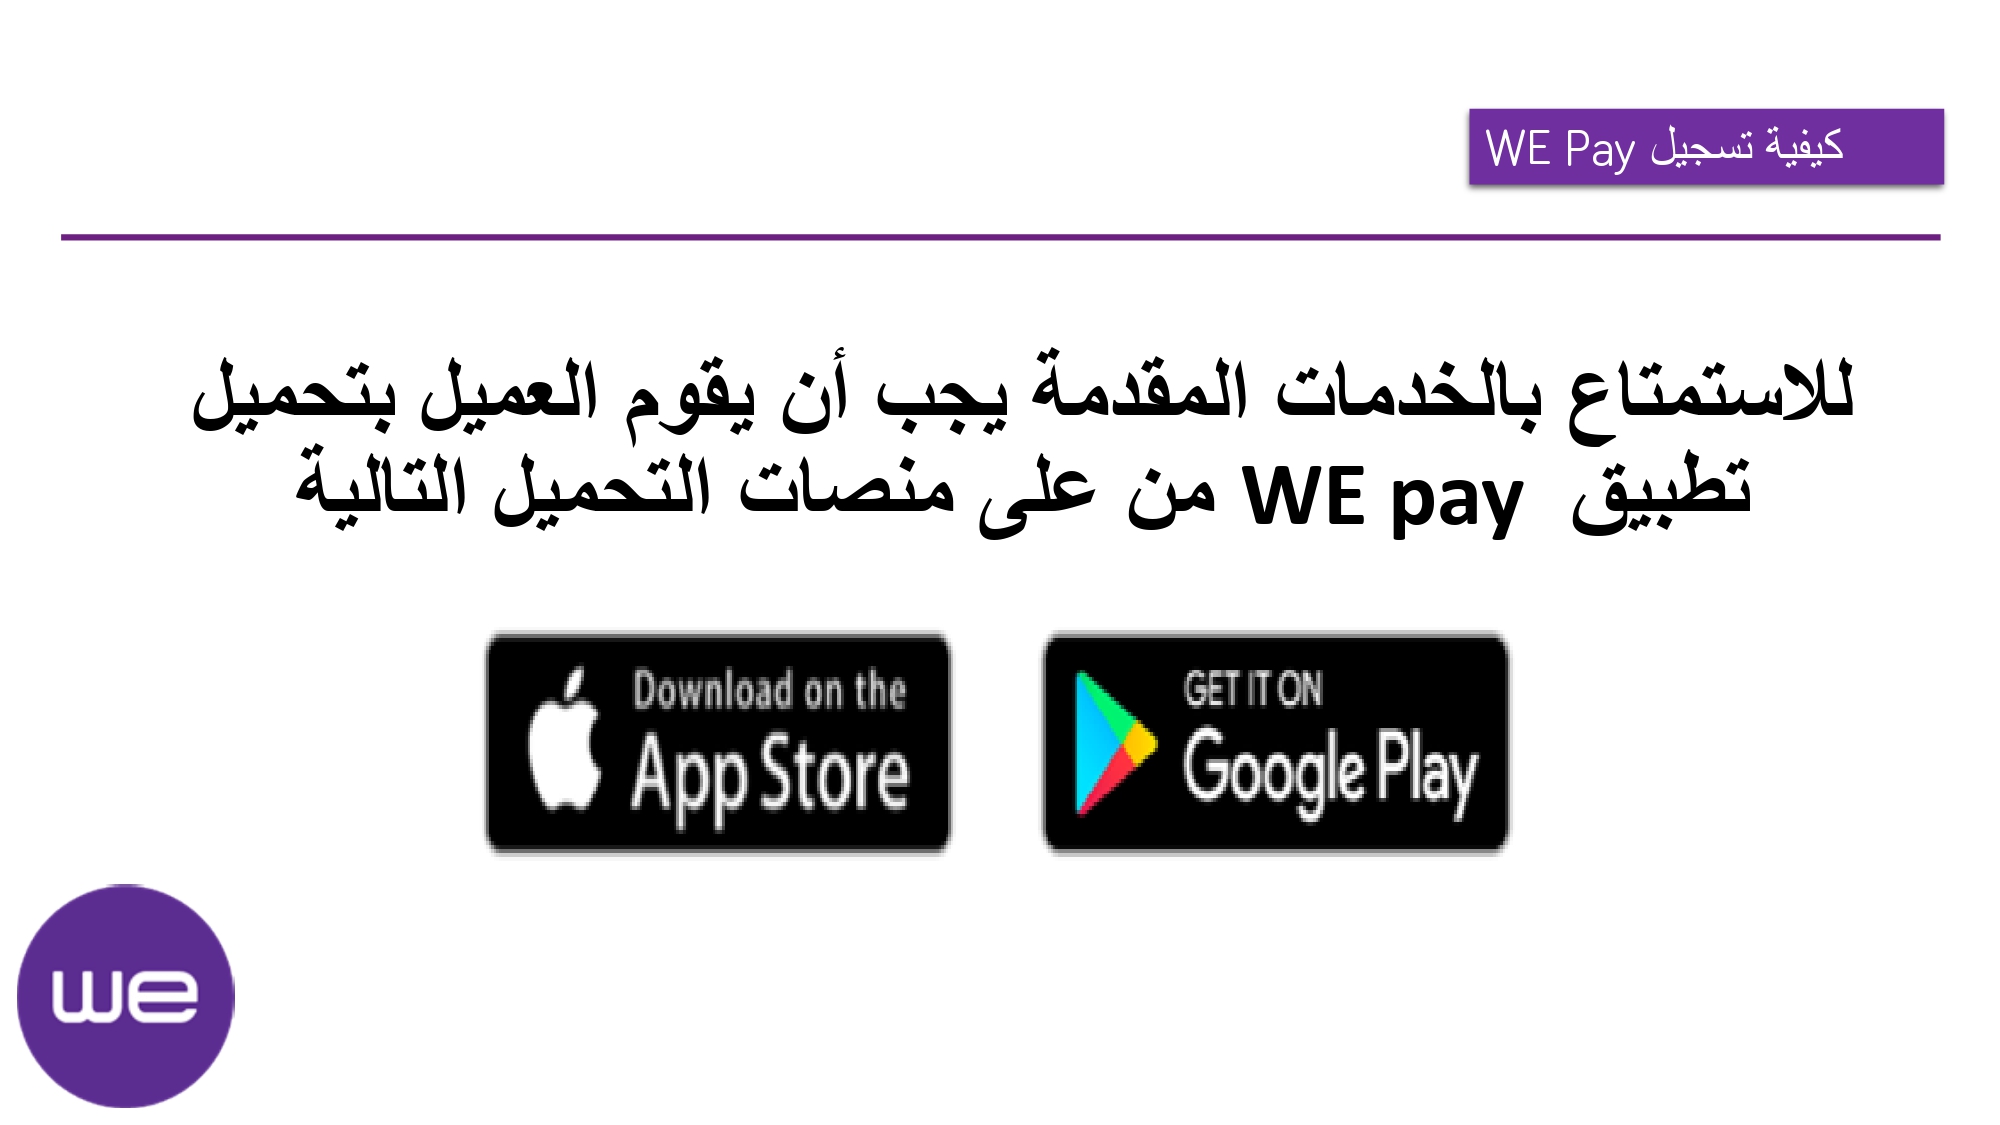 كيفية تسجيل WE Pay
للاستمتاع بالخدمات المقدمة يجب أن يقوم العميل بتحميل
تطبيق WE pay من على منصات التحميل التالية
Download on the
App Store
GET IT ON
Google Play
we